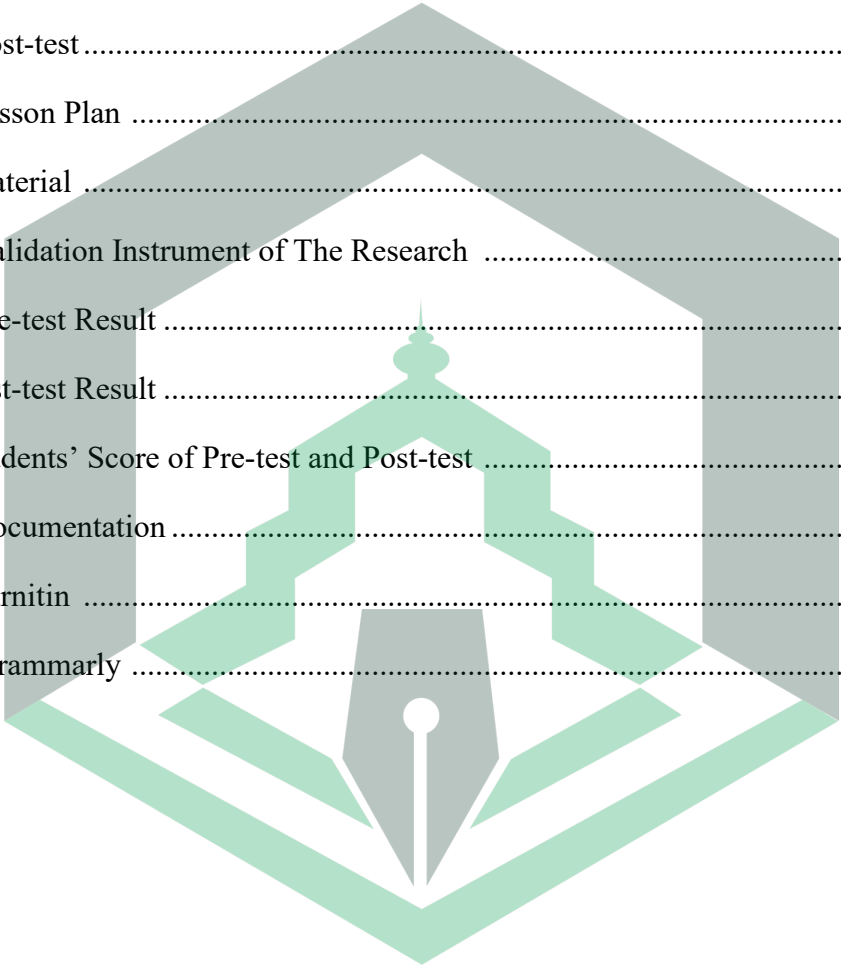 ost-test ........................................................................................
sson Plan ........................................................................................
aterial ........................................................................................
alidation Instrument of The Research ........................................................
e-test Result ........................................................................................
st-test Result ........................................................................................
dents’ Score of Pre-test and Post-test ........................................................
ocumentation ........................................................................................
rnitin ........................................................................................
rammarly ........................................................................................